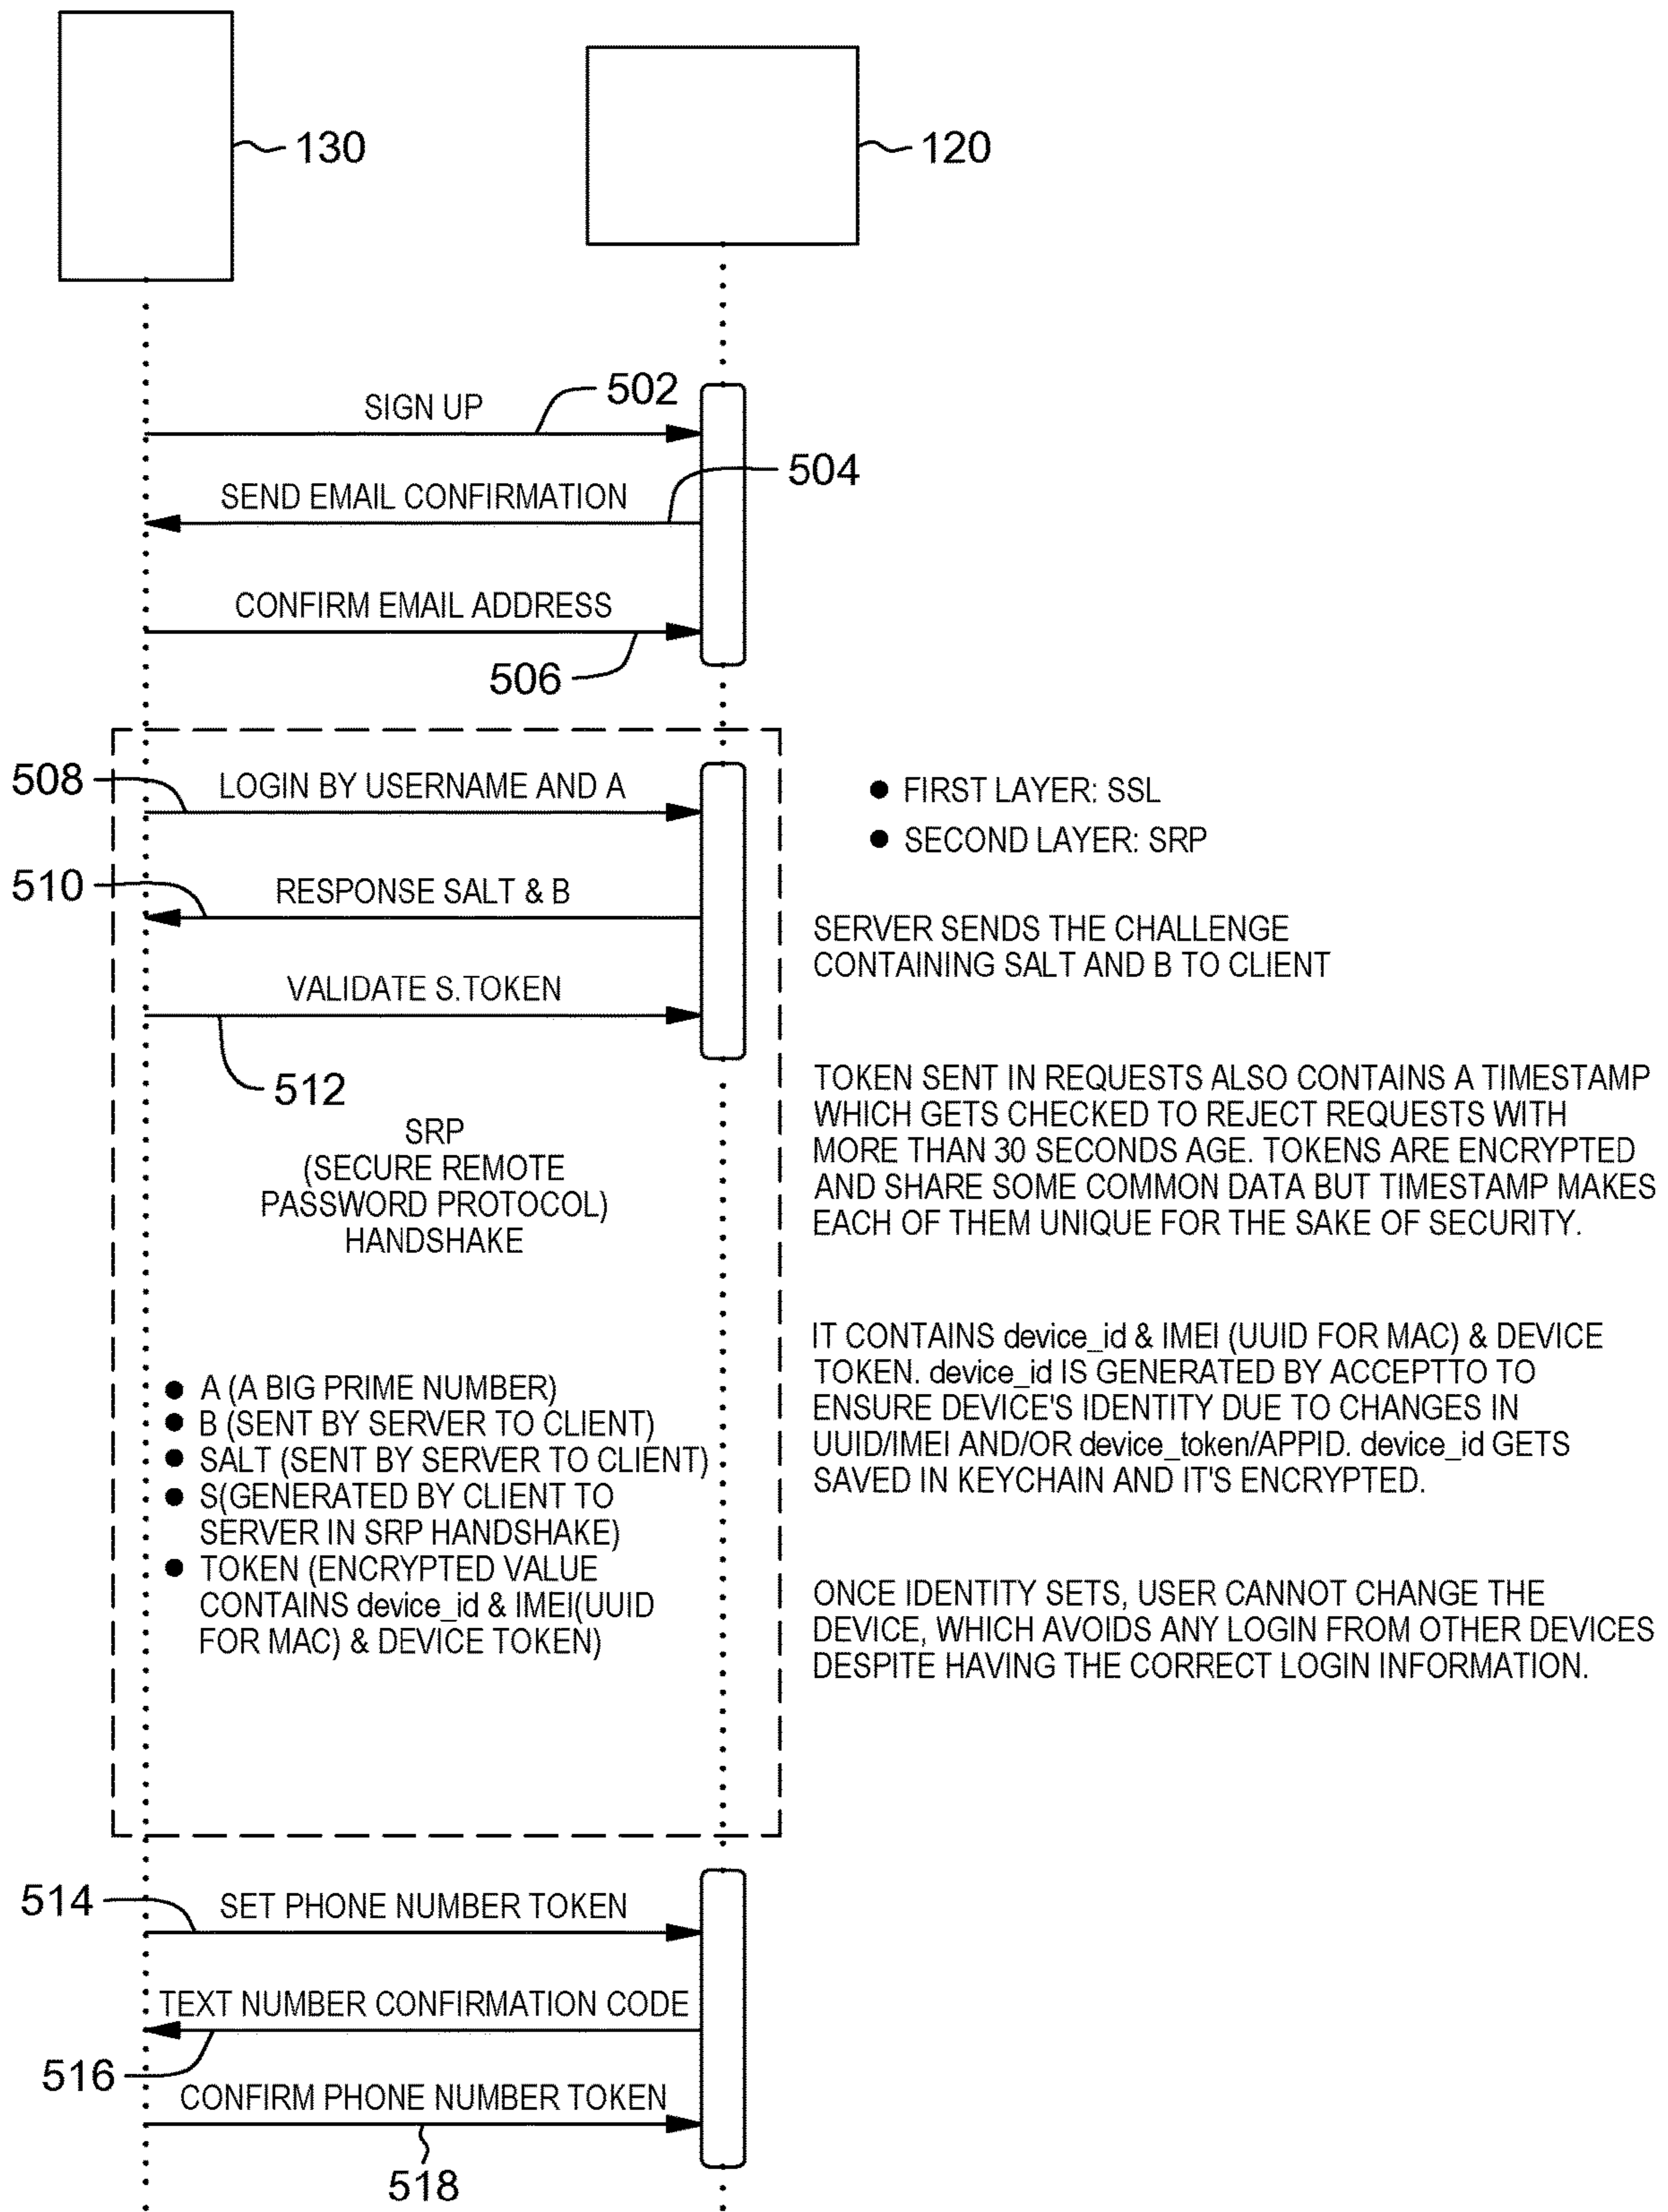 130
120
502
SIGN UP
504
SEND EMAIL CONFIRMATION
CONFIRM EMAIL ADDRESS
506
508
LOGIN BY USERNAME AND A
● FIRST LAYER: SSL
● SECOND LAYER: SRP
510
RESPONSE SALT & B
SERVER SENDS THE CHALLENGE
CONTAINING SALT AND B TO CLIENT
VALIDATE S.TOKEN
512
TOKEN SENT IN REQUESTS ALSO CONTAINS A TIMESTAMP
WHICH GETS CHECKED TO REJECT REQUESTS WITH
MORE THAN 30 SECONDS AGE. TOKENS ARE ENCRYPTED
AND SHARE SOME COMMON DATA BUT TIMESTAMP MAKES
EACH OF THEM UNIQUE FOR THE SAKE OF SECURITY.
SRP
(SECURE REMOTE
PASSWORD PROTOCOL)
HANDSHAKE
IT CONTAINS device_id & IMEI (UUID FOR MAC) & DEVICE
TOKEN. device_id IS GENERATED BY ACCEPTTO TO
ENSURE DEVICE'S IDENTITY DUE TO CHANGES IN
UUID/IMEI AND/OR device_token/APPID. device_id GETS
SAVED IN KEYCHAIN AND IT'S ENCRYPTED.
● A (A BIG PRIME NUMBER)
● B (SENT BY SERVER TO CLIENT)
● SALT (SENT BY SERVER TO CLIENT)
● S(GENERATED BY CLIENT TO
SERVER IN SRP HANDSHAKE)
● TOKEN (ENCRYPTED VALUE
CONTAINS device_id & IMEI(UUID
FOR MAC) & DEVICE TOKEN)
ONCE IDENTITY SETS, USER CANNOT CHANGE THE
DEVICE, WHICH AVOIDS ANY LOGIN FROM OTHER DEVICES
DESPITE HAVING THE CORRECT LOGIN INFORMATION.
514
SET PHONE NUMBER TOKEN
TEXT NUMBER CONFIRMATION CODE
516
CONFIRM PHONE NUMBER TOKEN
518